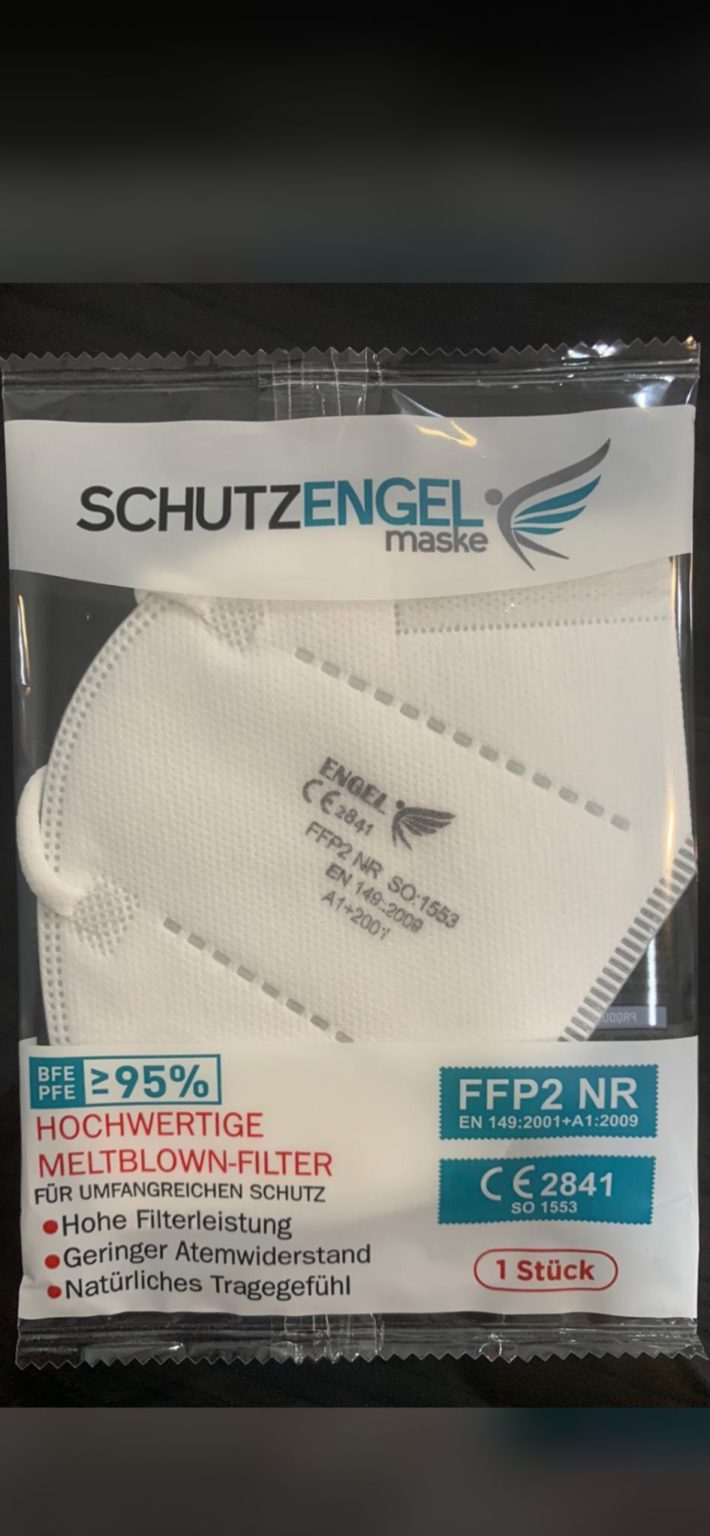 SCHUTZENGEL
maske
ENGEL
CE 2841
FFP2 NR SO:1553
EN 149:2009
A1+2001
BFE
PFE
≥95%
HOCHWERTIGE
MELTBLOWN-FILTER
FÜR UMFANGREICHEN SCHUTZ
•Hohe Filterleistung
•Geringer Atemwiderstand
•Natürliches Tragegefühl
FFP2 NR
EN 149:2001+A1:2009
CE 2841
SO 1553
1 Stück